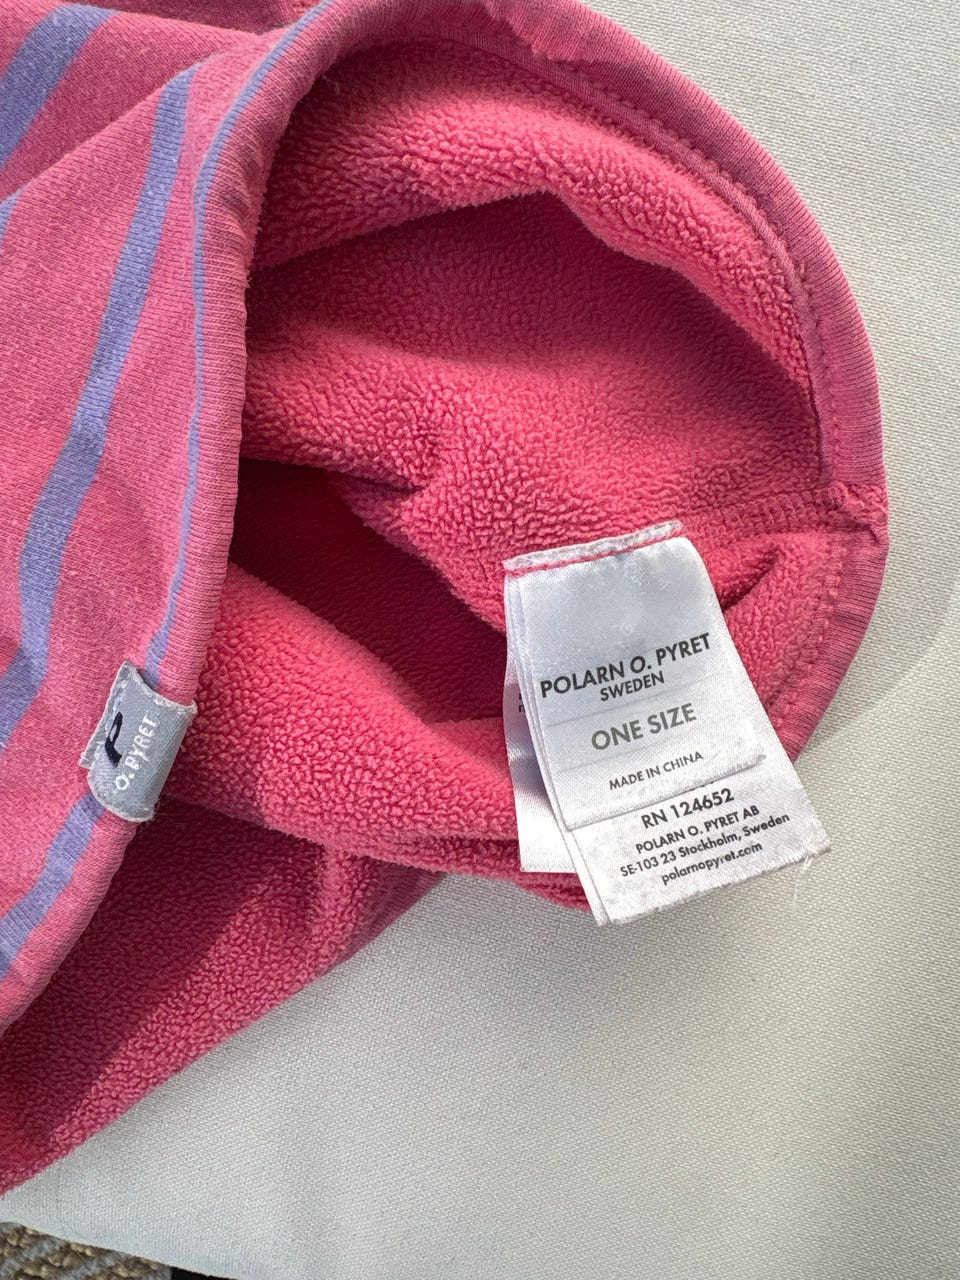 POLARN O. PYRET
SWEDEN
ONE SIZE
MADE IN CHINA
RN 124652
POLARN O. PYRET AB
SE-103 23 Stockholm, Sweden
polarnopyret.com
P
O. PYRET